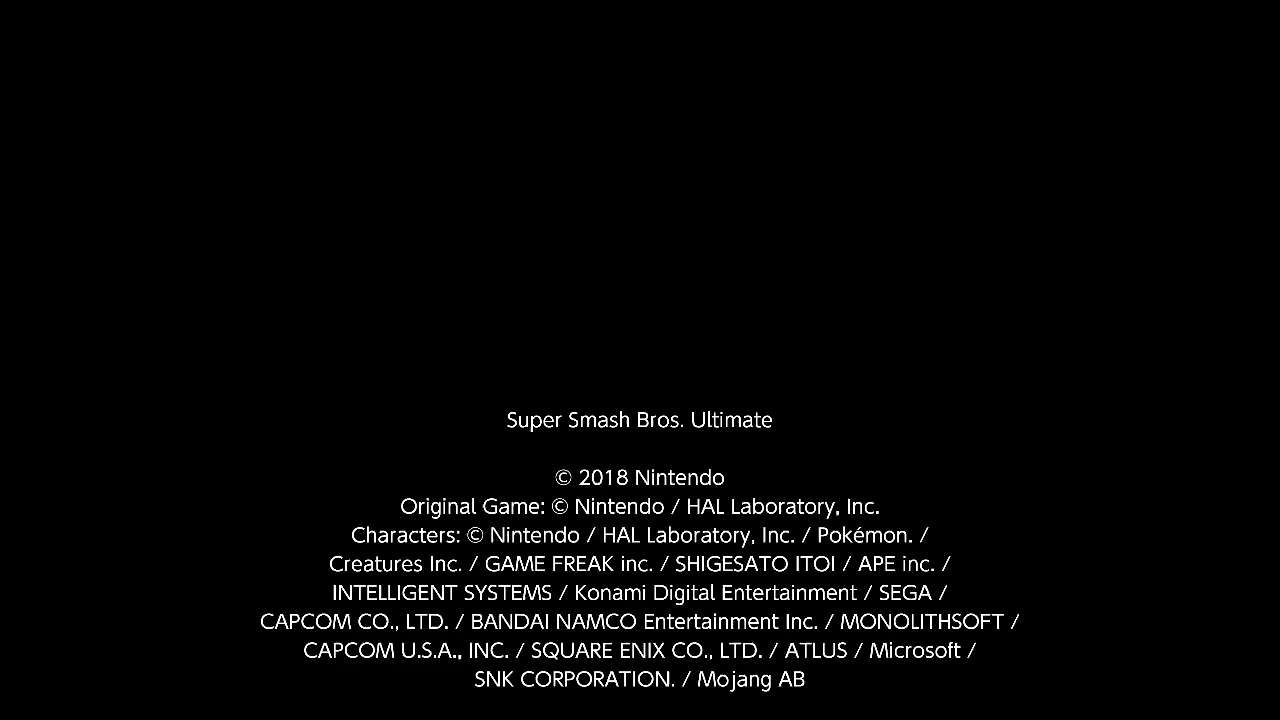 Super Smash Bros. Ultimate
© 2018 Nintendo
Original Game: © Nintendo / HAL Laboratory, Inc.
Characters: © Nintendo / HAL Laboratory, Inc. / Pokémon. /
Creatures Inc. / GAME FREAK inc. / SHIGESATO ITOI / APE inc. /
INTELLIGENT SYSTEMS / Konami Digital Entertainment / SEGA /
CAPCOM CO., LTD. / BANDAI NAMCO Entertainment Inc. / MONOLITHSOFT /
CAPCOM U.S.A., INC. / SQUARE ENIX CO., LTD. / ATLUS / Microsoft /
SNK CORPORATION. / Mojang AB